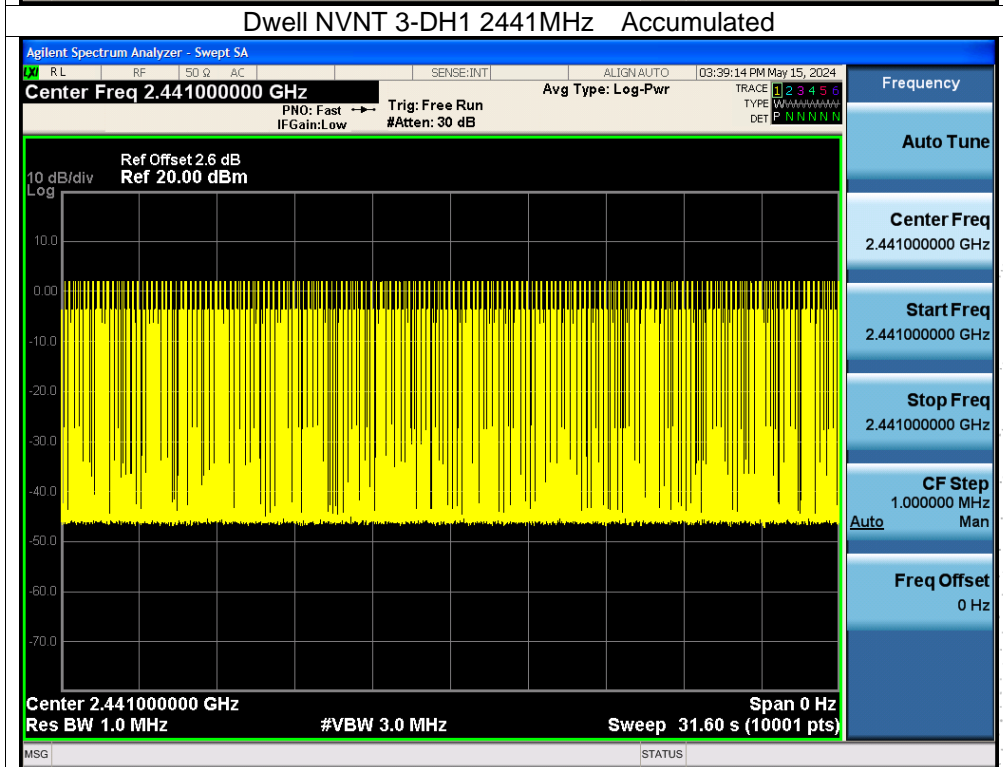 Dwell NVNT 3-DH1 2441MHz Accumulated
Agilent Spectrum Analyzer - Swept SA
LXI RL RF 50 Ω AC SENSE:INT ALIGN AUTO 03:39:14 PM May 15, 2024
Center Freq 2.441000000 GHz
PNO: Fast
IFGain:Low
Trig: Free Run
#Atten: 30 dB
Avg Type: Log-Pwr
TRACE 1 2 3 4 5 6
TYPE WWWWWW
DET P N N N N N
Ref Offset 2.6 dB
10 dB/div Ref 20.00 dBm
Log
10.0
0.00
-10.0
-20.0
-30.0
-40.0
-50.0
-60.0
-70.0
Center 2.441000000 GHz Span 0 Hz
Res BW 1.0 MHz #VBW 3.0 MHz Sweep 31.60 s (10001 pts)
MSG STATUS
Frequency
Auto Tune
Center Freq
2.441000000 GHz
Start Freq
2.441000000 GHz
Stop Freq
2.441000000 GHz
CF Step
1.000000 MHz
Auto Man
Freq Offset
0 Hz